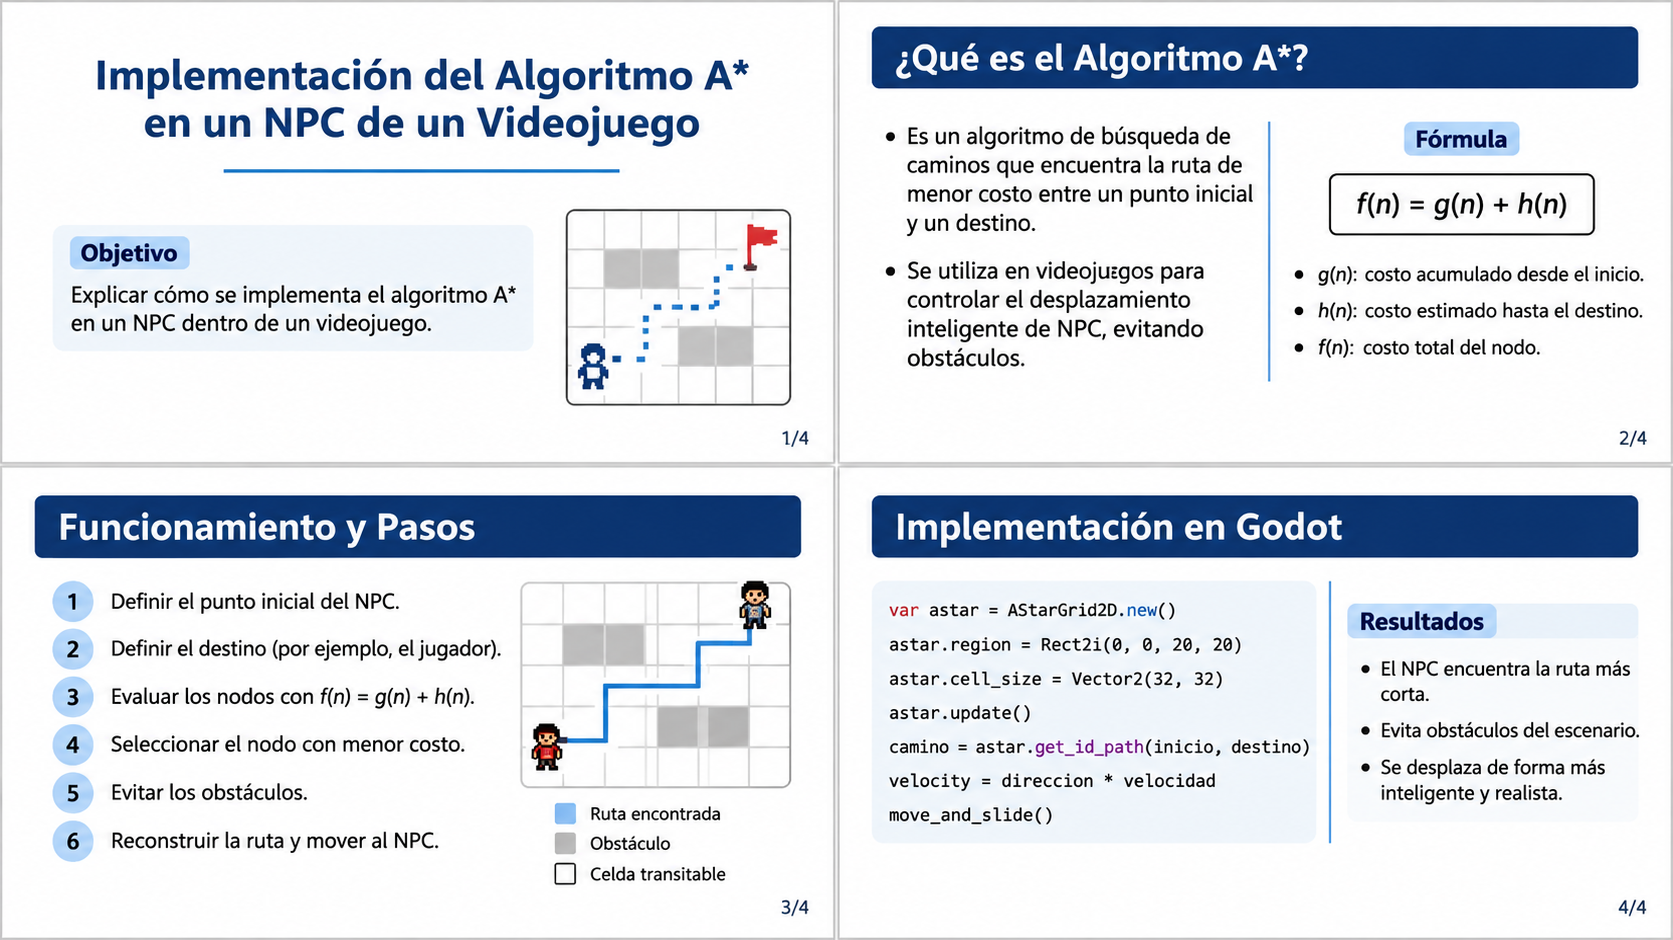 Implementación del Algoritmo A*
en un NPC de un Videojuego
Objetivo
Explicar cómo se implementa el algoritmo A*
en un NPC dentro de un videojuego.
1/4
¿Qué es el Algoritmo A*?
• Es un algoritmo de búsqueda de
caminos que encuentra la ruta de
menor costo entre un punto inicial
y un destino.
• Se utiliza en videojuegos para
controlar el desplazamiento
inteligente de NPC, evitando
obstáculos.
Fórmula
f(n) = g(n) + h(n)
• g(n): costo acumulado desde el inicio.
• h(n): costo estimado hasta el destino.
• f(n): costo total del nodo.
2/4
Funcionamiento y Pasos
1 Definir el punto inicial del NPC.
2 Definir el destino (por ejemplo, el jugador).
3 Evaluar los nodos con f(n) = g(n) + h(n).
4 Seleccionar el nodo con menor costo.
5 Evitar los obstáculos.
6 Reconstruir la ruta y mover al NPC.
Ruta encontrada
Obstáculo
Celda transitable
3/4
Implementación en Godot
var astar = AStarGrid2D.new()
astar.region = Rect2i(0, 0, 20, 20)
astar.cell_size = Vector2(32, 32)
astar.update()
camino = astar.get_id_path(inicio, destino)
velocity = direccion * velocidad
move_and_slide()
Resultados
• El NPC encuentra la ruta más
corta.
• Evita obstáculos del escenario.
• Se desplaza de forma más
inteligente y realista.
4/4